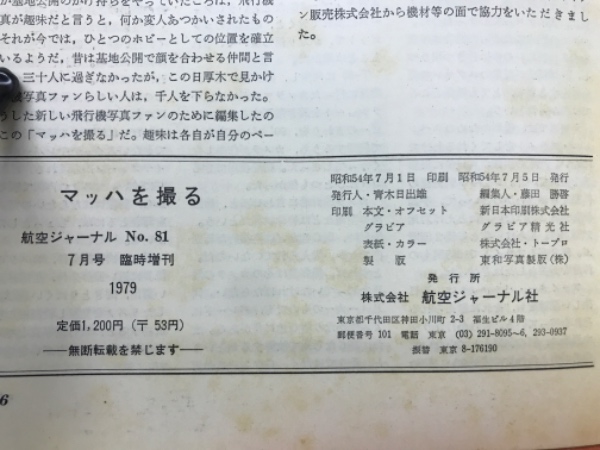 が基地公開のかけ持ちをやっていたころは，飛行機
真が趣味だと言うと，何か変人あつかいされたもの
それが今では，ひとつのホビーとしての位置を確立
いるようだ，昔は基地公開で顔を合わせる仲間と言
，三十人に過ぎなかったが，この日厚木で見かけ
機写真ファンらしい人は，千人を下らなかった。
うした新しい飛行機写真ファンのために編集したの
この「マッハを撮る」だ。趣味は各自が自分のペー
ン販売株式会社から機材等の面で協力をいただきまし
た。
マッハを撮る
航空ジャーナル No. 81
7月号 臨時増刊
1979
定価1,200円（〒 53円）
——無断転載を禁じます——
昭和54年7月1日 印刷 昭和54年7月5日 発行
発行人・青木日出雄 編集人・藤田 勝啓
印刷 本文・オフセット 新日本印刷株式会社
グラビア グラビア精光社
表紙・カラー 株式会社・トープロ
製版 東和写真製版（株）
発行所
株式会社 航空ジャーナル社
東京都千代田区神田小川町 2-3 福生ビル4階
郵便番号 101 電話 東京 (03) 291-8095〜6, 293-0937
振替 東京 8-176190
6